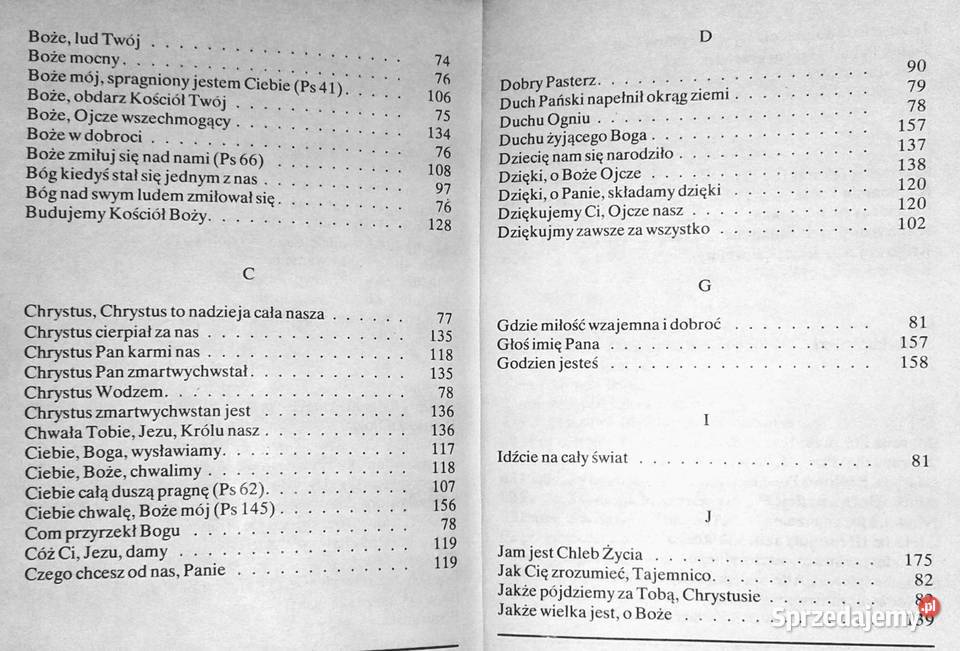 Boże, lud Twój . . . . . . . . . . . . . . 74
Boże mocny . . . . . . . . . . . . . . 76
Boże mój, spragniony jestem Ciebie (Ps 41) . . . . . 106
Boże, obdarz Kościół Twój . . . . . . . . . . 75
Boże, Ojcze wszechmogący . . . . . . . . . . 134
Boże w dobroci . . . . . . . . . . . . . . 76
Boże zmiłuj się nad nami (Ps 66) . . . . . . . . 108
Bóg kiedyś stał się jednym z nas . . . . . . . . 97
Bóg nad swym ludem zmiłował się . . . . . . . . 76
Budujemy Kościół Boży . . . . . . . . . . . 128
C
Chrystus, Chrystus to nadzieja cała nasza . . . . . . 77
Chrystus cierpiał za nas . . . . . . . . . . . 135
Chrystus Pan karmi nas . . . . . . . . . . . 118
Chrystus Pan zmartwychwstał . . . . . . . . . 135
Chrystus Wodzem . . . . . . . . . . . . . 78
Chrystus zmartwychwstan jest . . . . . . . . . 136
Chwała Tobie, Jezu, Królu nasz . . . . . . . . . 136
Ciebie, Boga, wysławiamy . . . . . . . . . . . 117
Ciebie, Boże, chwalimy . . . . . . . . . . . 118
Ciebie całą duszą pragnę (Ps 62) . . . . . . . . . 107
Ciebie chwalę, Boże mój (Ps 145) . . . . . . . . 156
Com przyrzekł Bogu . . . . . . . . . . . . 78
Cóż Ci, Jezu, damy . . . . . . . . . . . . . 119
Czego chcesz od nas, Panie . . . . . . . . . . 119
D
Dobry Pasterz . . . . . . . . . . . . . . 90
Duch Pański napełnił okrąg ziemi . . . . . . . . 79
Duchu Ogniu . . . . . . . . . . . . . . 78
Duchu żyjącego Boga . . . . . . . . . . . . 157
Dziecię nam się narodziło . . . . . . . . . . . 137
Dzięki, o Boże Ojcze . . . . . . . . . . . . 138
Dzięki, o Panie, składamy dzięki . . . . . . . . 120
Dziękujemy Ci, Ojcze nasz . . . . . . . . . . 120
Dziękujmy zawsze za wszystko . . . . . . . . . 102
G
Gdzie miłość wzajemna i dobroć . . . . . . . . 81
Głoś imię Pana . . . . . . . . . . . . . . 157
Godzien jesteś . . . . . . . . . . . . . . 158
I
Idźcie na cały świat . . . . . . . . . . . . . 81
J
Jam jest Chleb Życia . . . . . . . . . . . . 175
Jak Cię zrozumieć, Tajemnico . . . . . . . . . 82
Jakże pójdziemy za Tobą, Chrystusie . . . . . . .
Jakże wielka jest, o Boże . . . . . . . . . . . 139
Sprzedajemy.pl